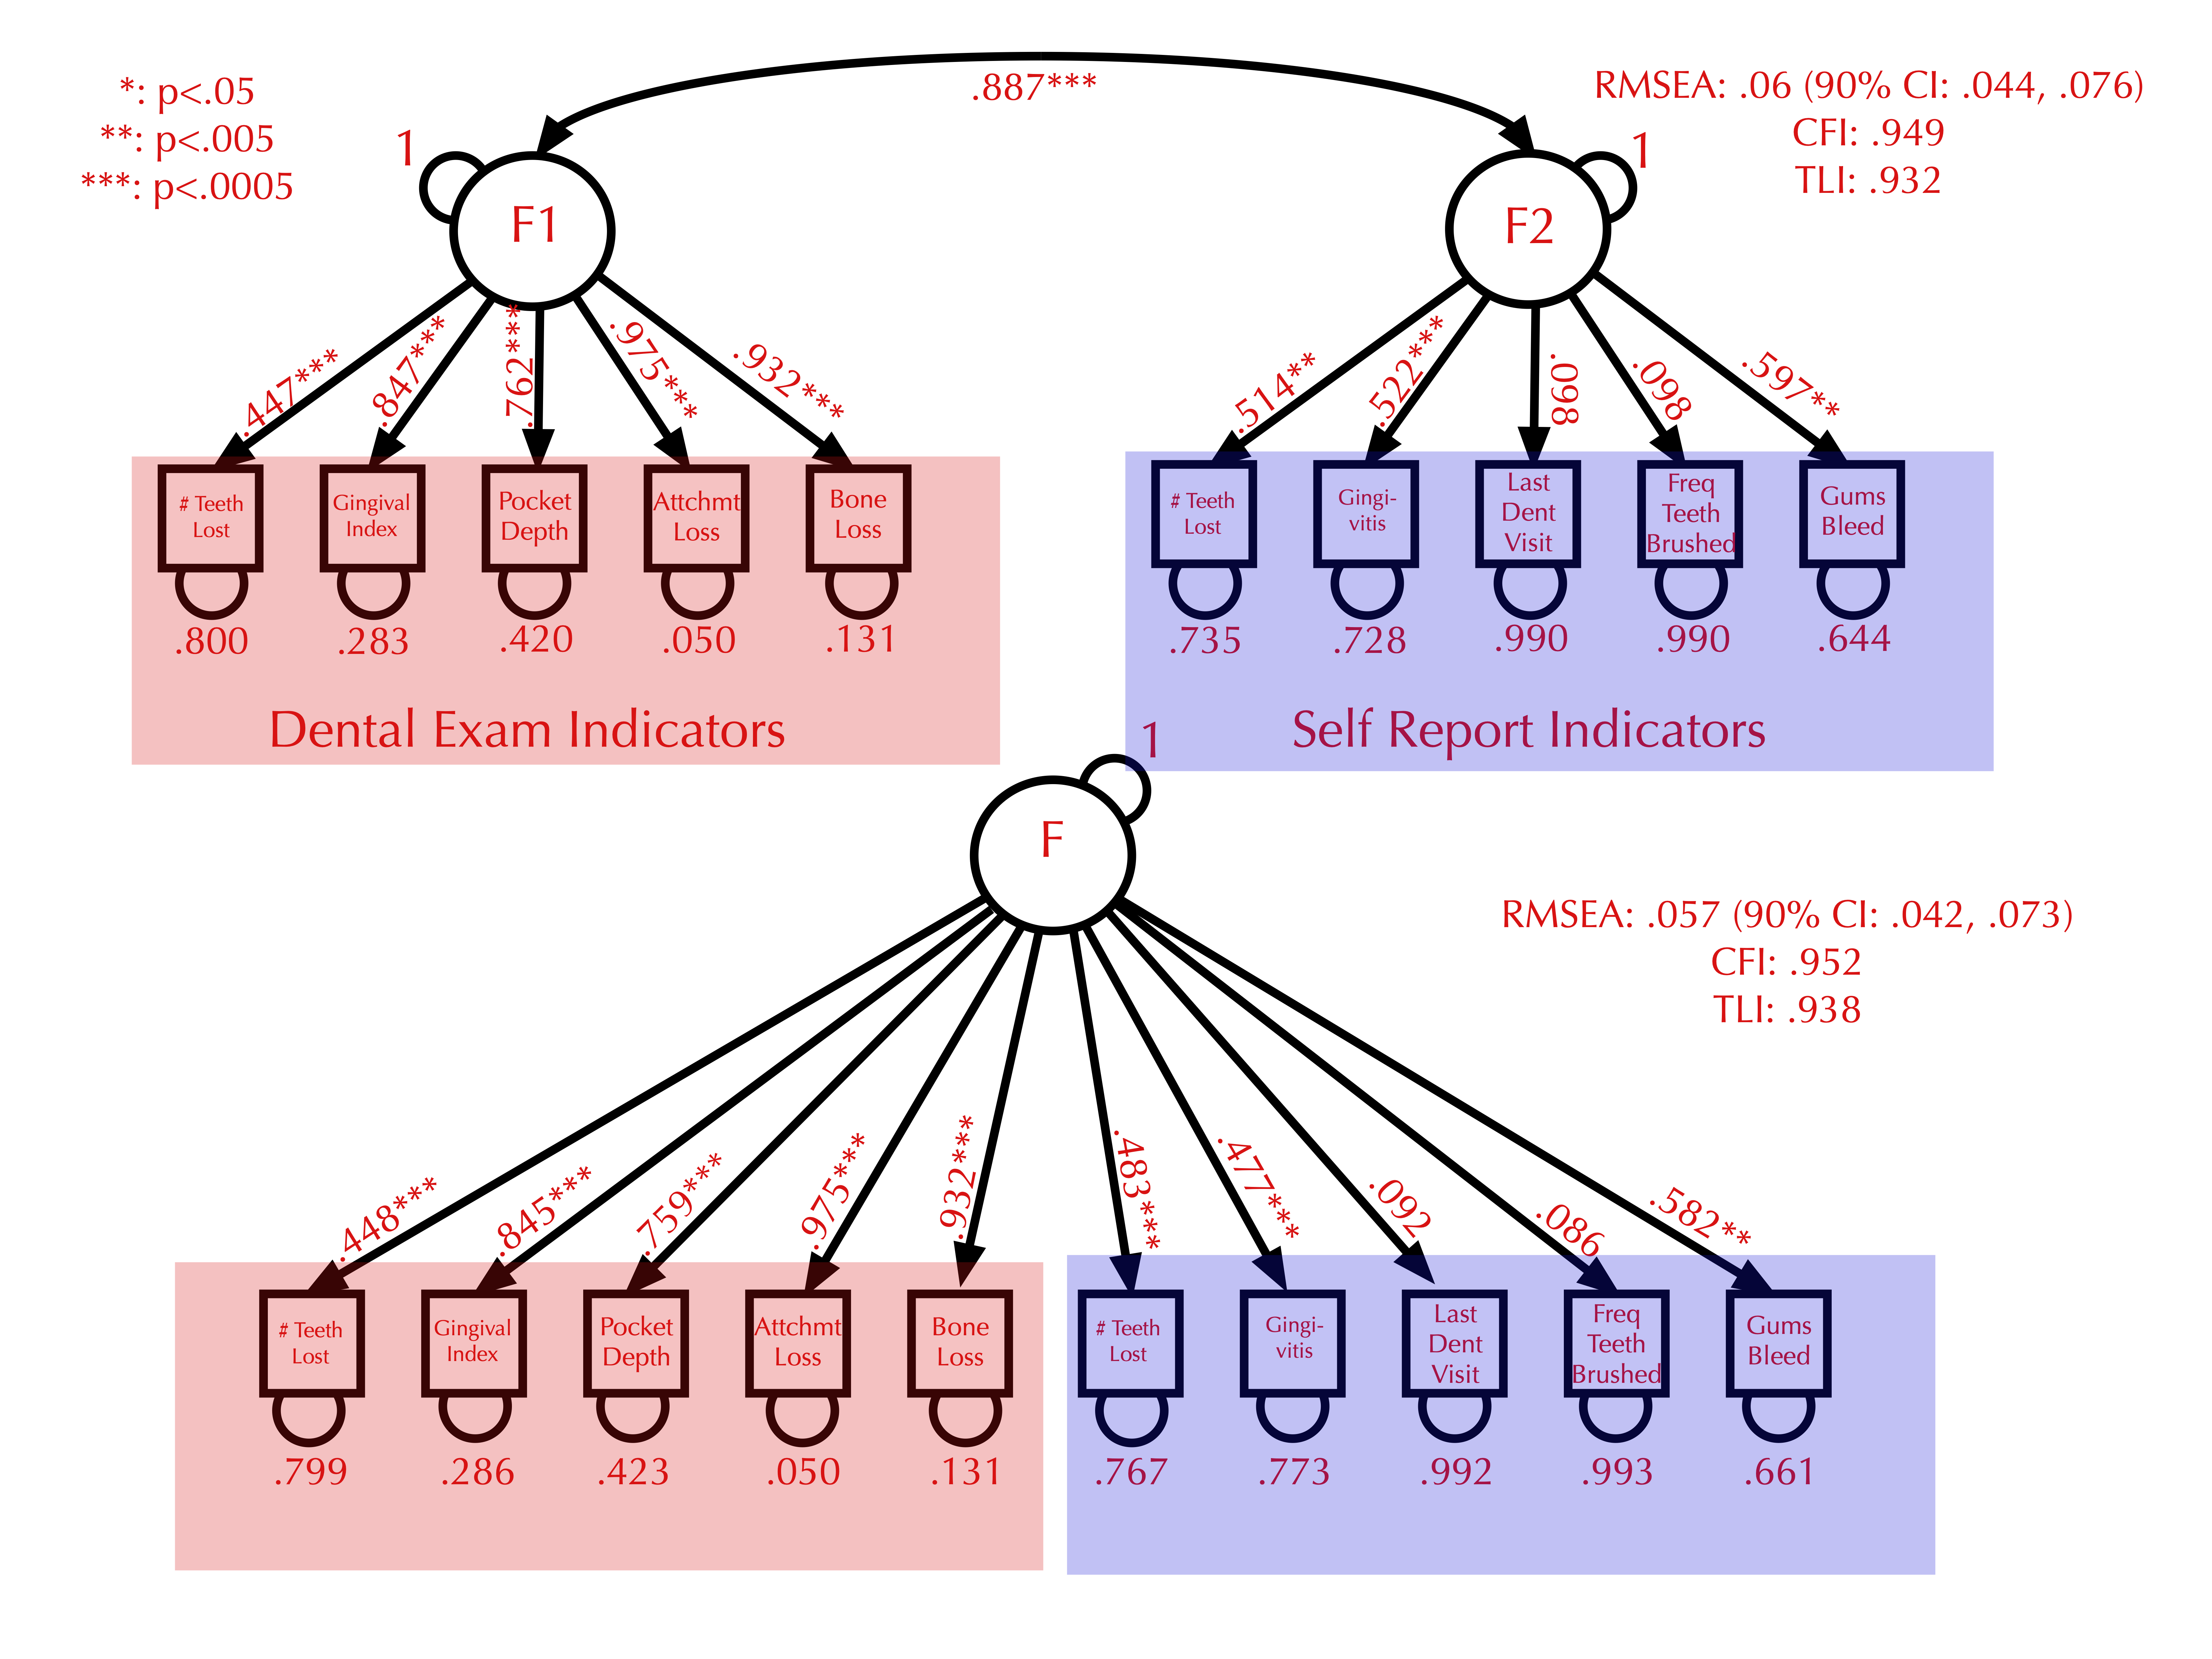 *: p<.05
**: p<.005
***: p<.0005
.887***
RMSEA: .06 (90% CI: .044, .076)
CFI: .949
TLI: .932
1
F1
1
F2
.447***
.847***
.762***
.975***
.932***
.514**
.522***
.098
.098
.597**
# Teeth
Lost
Gingival
Index
Pocket
Depth
Attchmt
Loss
Bone
Loss
# Teeth
Lost
Gingi-
vitis
Last
Dent
Visit
Freq
Teeth
Brushed
Gums
Bleed
.800
.283
.420
.050
.131
.735
.728
.990
.990
.644
Dental Exam Indicators
Self Report Indicators
1
F
RMSEA: .057 (90% CI: .042, .073)
CFI: .952
TLI: .938
.448***
.845***
.759***
.975***
.932***
.483***
.477***
.092
.086
.582**
# Teeth
Lost
Gingival
Index
Pocket
Depth
Attchmt
Loss
Bone
Loss
# Teeth
Lost
Gingi-
vitis
Last
Dent
Visit
Freq
Teeth
Brushed
Gums
Bleed
.799
.286
.423
.050
.131
.767
.773
.992
.993
.661